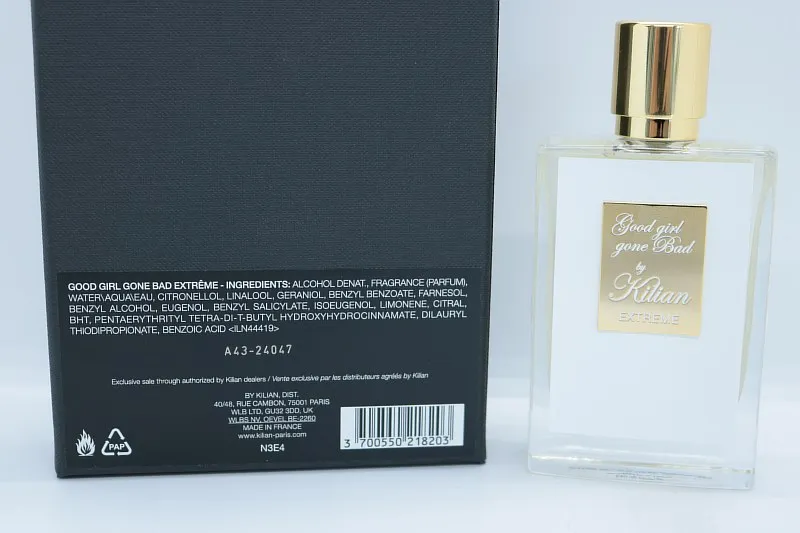 GOOD GIRL GONE BAD EXTRÊME - INGREDIENTS: ALCOHOL DENAT., FRAGRANCE (PARFUM),
WATER\AQUA\EAU, CITRONELLOL, LINALOOL, GERANIOL, BENZYL BENZOATE, FARNESOL,
BENZYL ALCOHOL, EUGENOL, BENZYL SALICYLATE, ISOEUGENOL, LIMONENE, CITRAL,
BHT, PENTAERYTHRITYL TETRA-DI-T-BUTYL HYDROXYHYDROCINNAMATE, DILAURYL
THIODIPROPIONATE, BENZOIC ACID <ILN44419>
A43-24047
Exclusive sale through authorized by Kilian dealers / Vente exclusive par les distributeurs agréés by Kilian
BY KILIAN, DIST.
40/48, RUE CAMBON, 75001 PARIS
WLB LTD, GU32 3DD, UK
WLBS NV, OEVEL BE-2260
MADE IN FRANCE
www.kilian-paris.com
N3E4
PAP
3 700550 218203
Good girl
gone Bad
by
Kilian
EXTREME